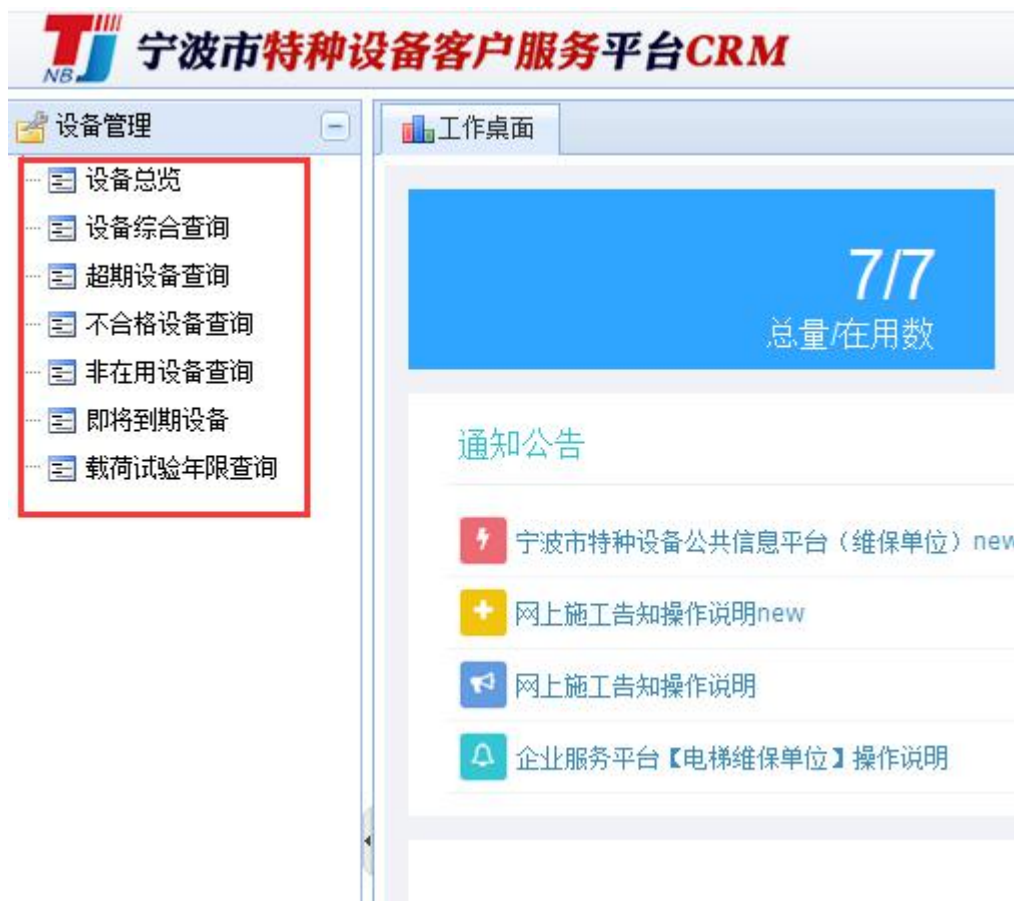 TJ
NB
宁波市特种设备客户服务平台CRM
设备管理
工作桌面
设备总览
设备综合查询
超期设备查询
不合格设备查询
非在用设备查询
即将到期设备
载荷试验年限查询
7/7
总量/在用数
通知公告
宁波市特种设备公共信息平台（维保单位）new
网上施工告知操作说明new
网上施工告知操作说明
企业服务平台【电梯维保单位】操作说明